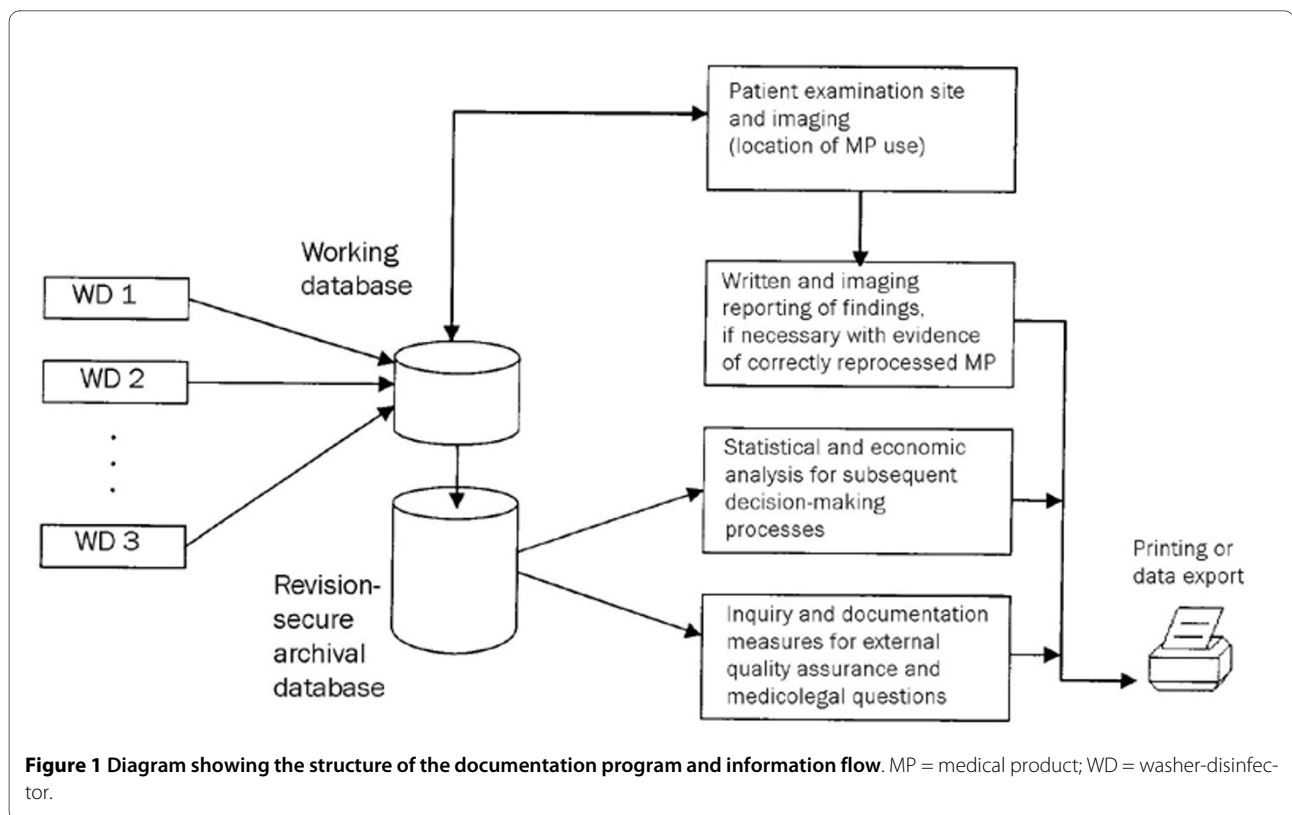 Patient examination site
and imaging
(location of MP use)
Working
database
WD 1
WD 2
WD 3
Written and imaging
reporting of findings,
if necessary with evidence
of correctly reprocessed MP
Statistical and economic
analysis for subsequent
decision-making
processes
Revision-
secure
archival
database
Inquiry and documentation
measures for external
quality assurance and
medicolegal questions
Printing or
data export
Figure 1 Diagram showing the structure of the documentation program and information flow. MP = medical product; WD = washer-disinfec-
tor.